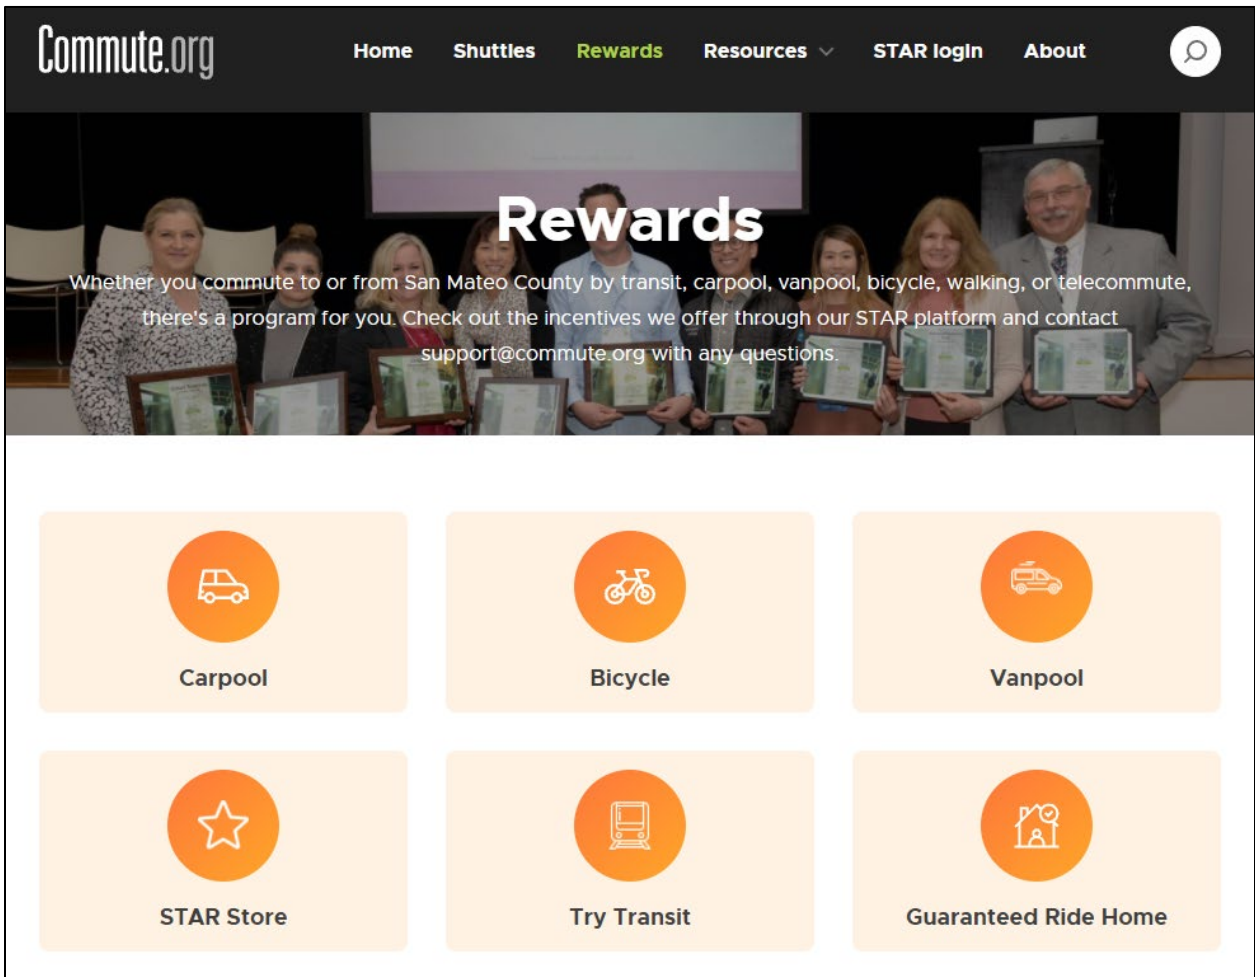 Commute.org
Home Shuttles Rewards Resources STAR login About
Rewards
Whether you commute to or from San Mateo County by transit, carpool, vanpool, bicycle, walking, or telecommute,
there's a program for you. Check out the incentives we offer through our STAR platform and contact
support@commute.org with any questions.
Carpool
Bicycle
Vanpool
STAR Store
Try Transit
Guaranteed Ride Home